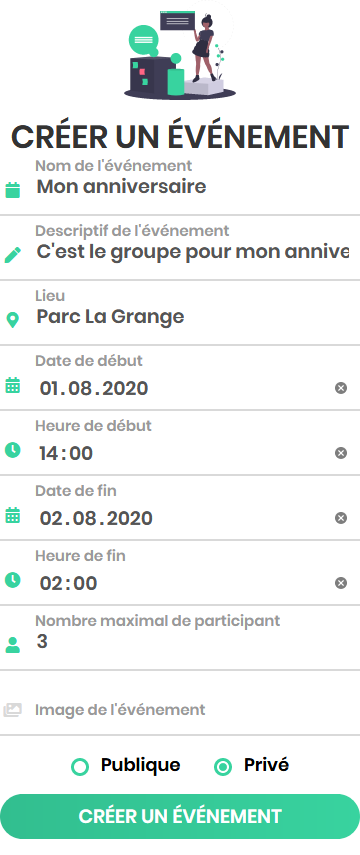 CRÉER UN ÉVÉNEMENT
Nom de l'événement
Mon anniversaire
Descriptif de l'événement
C'est le groupe pour mon annive
Lieu
Parc La Grange
Date de début
01.08.2020
Heure de début
14:00
Date de fin
02.08.2020
Heure de fin
02:00
Nombre maximal de participant
3
Image de l'événement
Publique Privé
CRÉER UN ÉVÉNEMENT